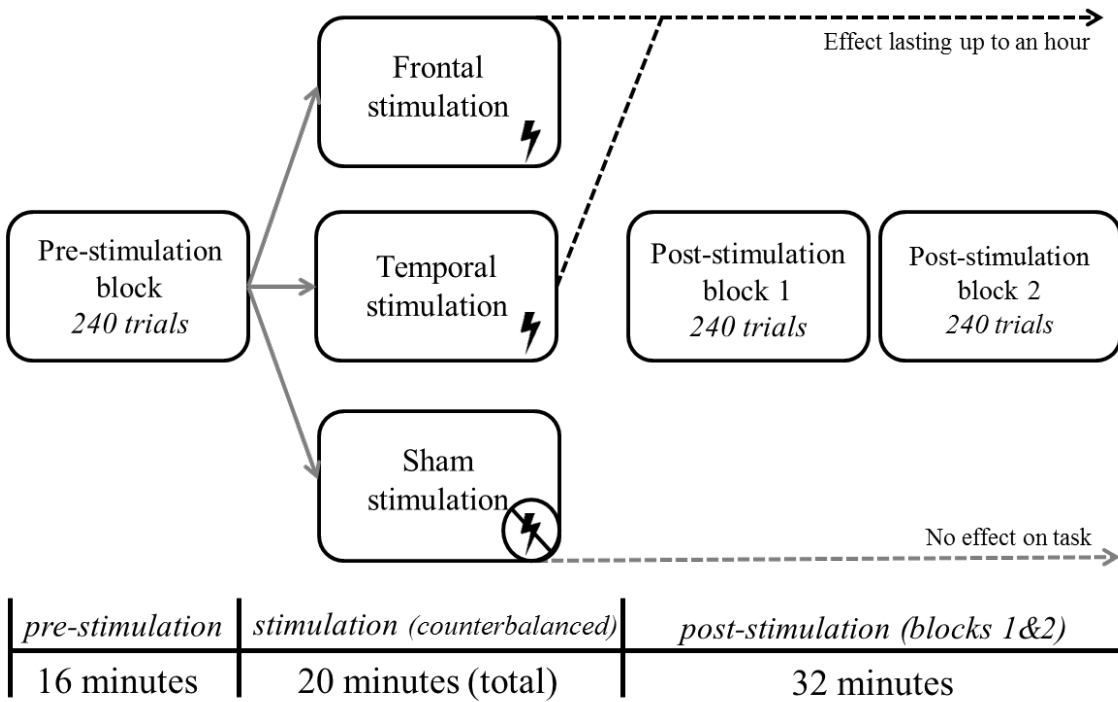 Frontal
stimulation
Effect lasting up to an hour
Pre-stimulation
block
240 trials
Temporal
stimulation
Post-stimulation
block 1
240 trials
Post-stimulation
block 2
240 trials
Sham
stimulation
No effect on task
pre-stimulation
stimulation (counterbalanced)
post-stimulation (blocks 1&2)
16 minutes
20 minutes (total)
32 minutes